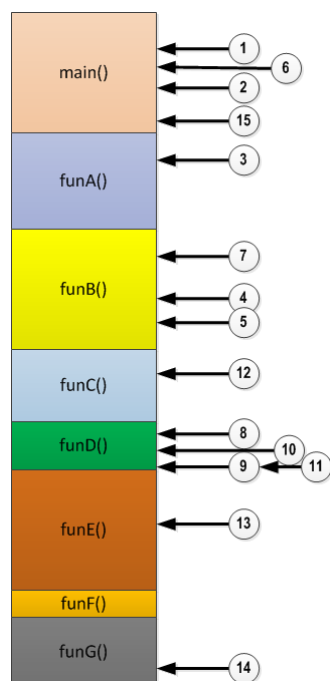 1
main()
6
2
15
funA()
3
7
funB()
4
5
funC()
12
8
funD()
10
9
11
funE()
13
funF()
funG()
14